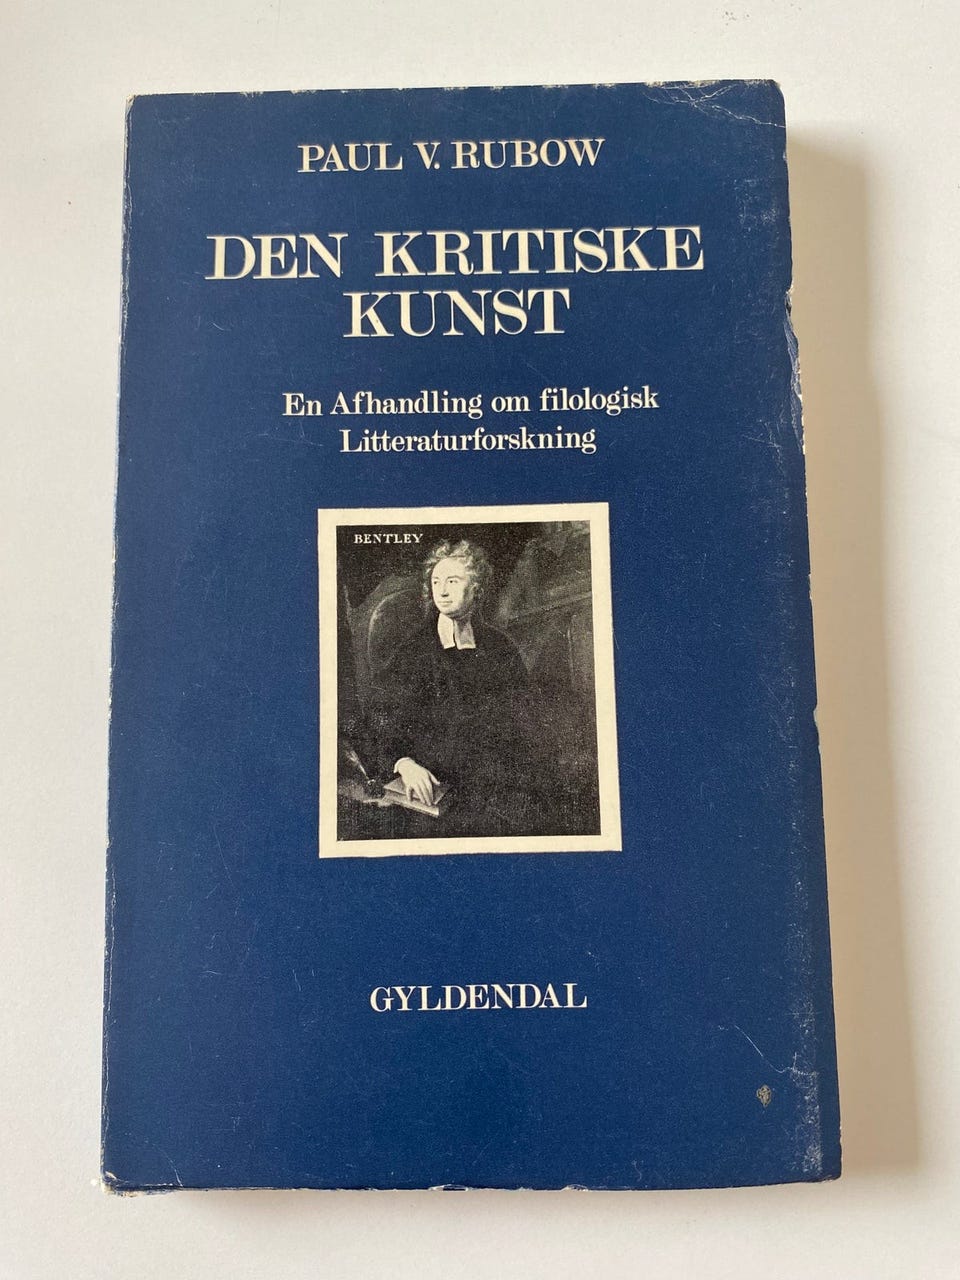 PAUL V. RUBOW
DEN KRITISKE
KUNST
En Afhandling om filologisk
Litteraturforskning
BENTLEY
GYLDENDAL